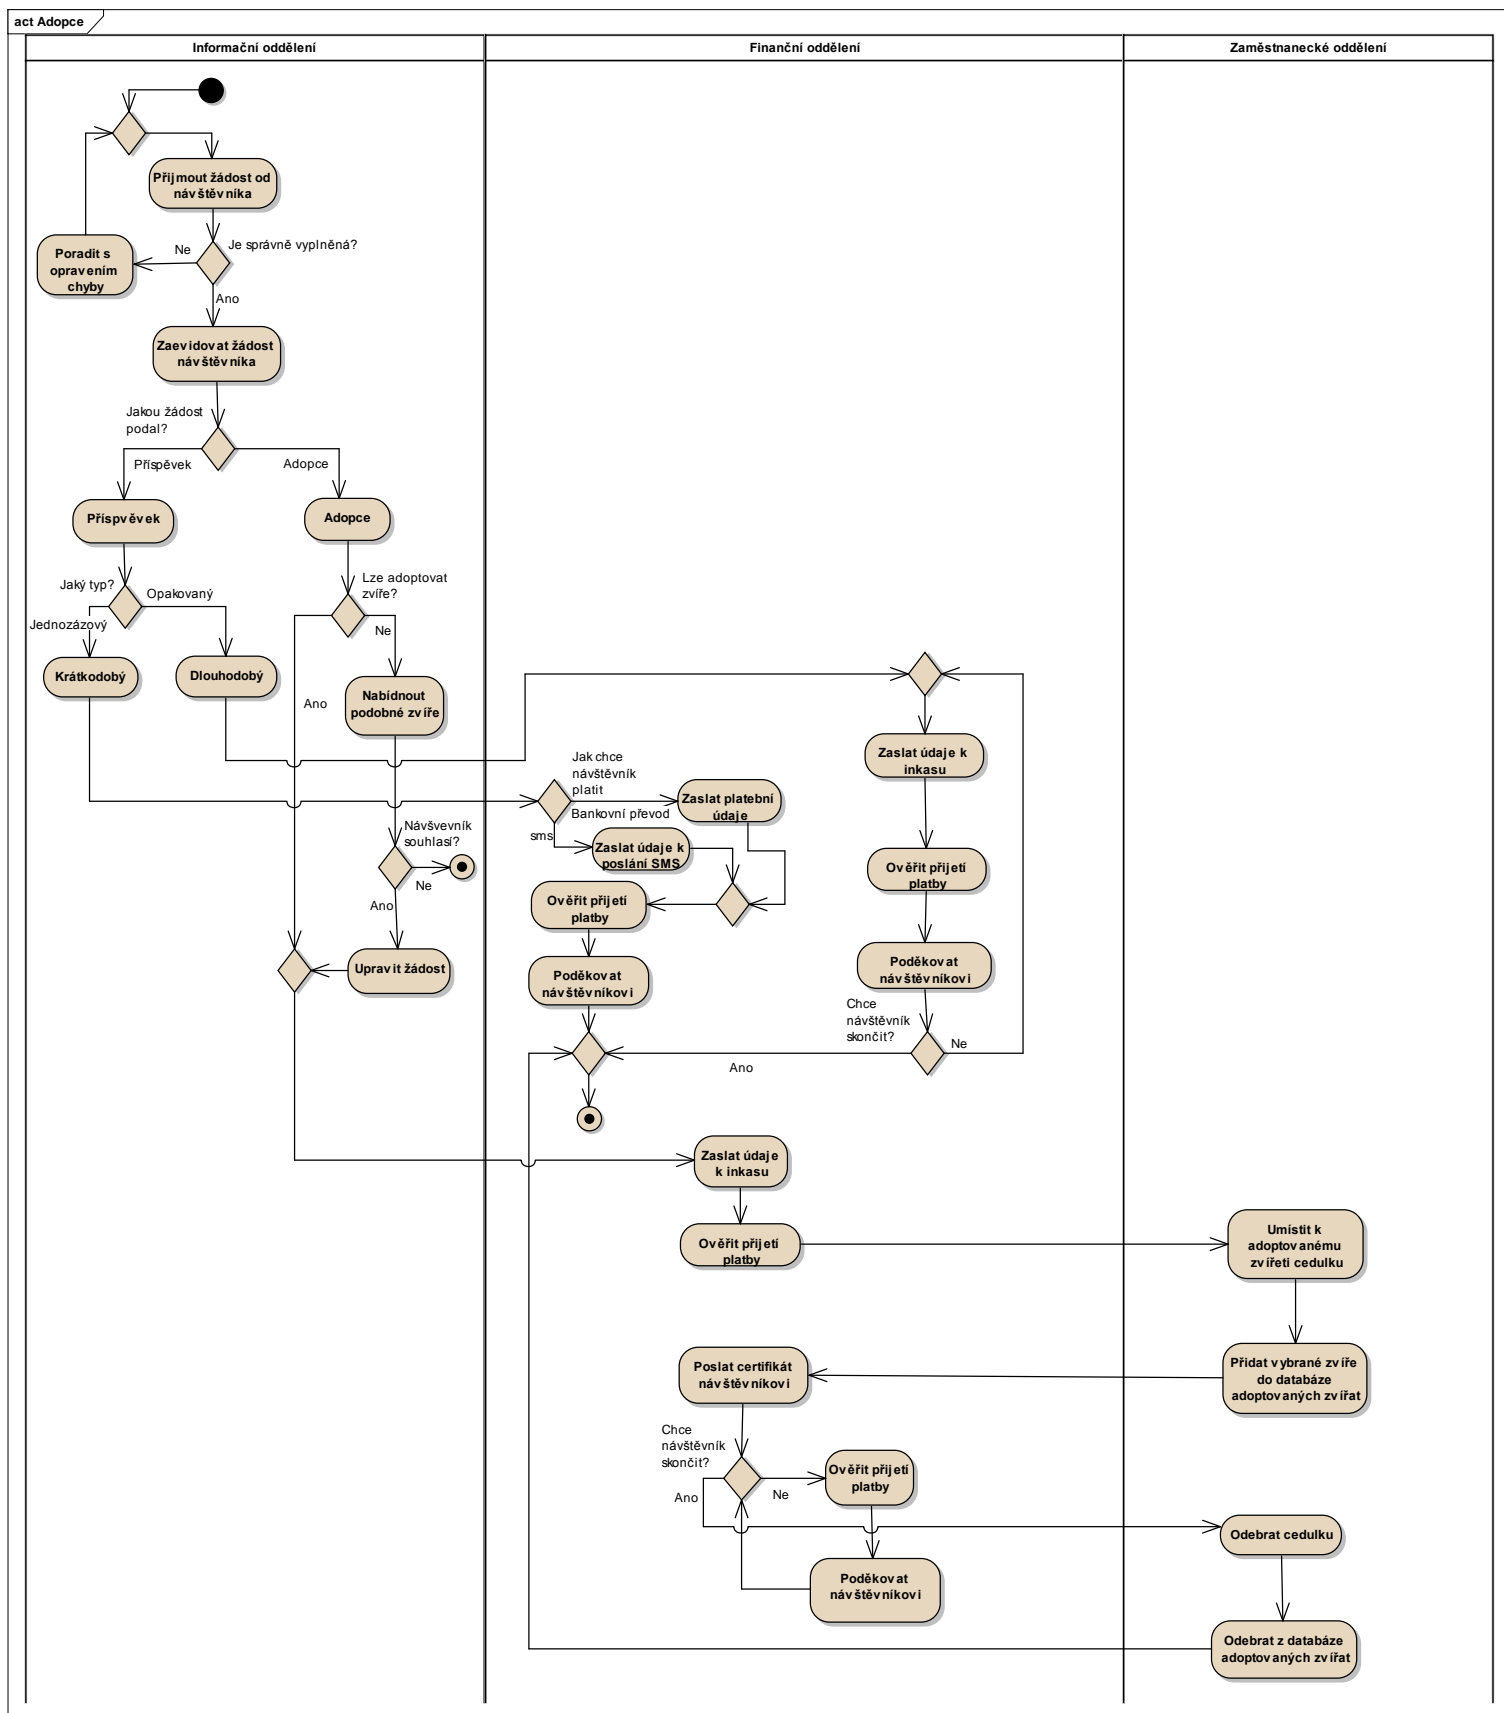 act Adopce
Informační oddělení
Finanční oddělení
Zaměstnanecké oddělení
Přijmout žádost od
návštěvníka
Je správně vyplněná?
Ne
Poradit s
opravením
chyby
Ano
Zaevidovat žádost
návštěvníka
Jakou žádost
podal?
Příspěvek
Adopce
Příspvěvek
Adopce
Jaký typ?
Opakovaný
Jednozázový
Lze adoptovat
zvíře?
Ne
Krátkodobý
Dlouhodobý
Ano
Nabídnout
podobné zvíře
Zaslat údaje k
inkasu
Jak chce
návštěvník
platit
Bankovní převod
Zaslat platební
údaje
sms
Zaslat údaje k
poslání SMS
Návšvevník
souhlasí?
Ne
Ano
Ověřit přijetí
platby
Ověřit přijetí
platby
Upravit žádost
Poděkovat
návštěvníkovi
Poděkovat
návštěvníkovi
Chce
návštěvník
skončit?
Ne
Ano
Zaslat údaje
k inkasu
Ověřit přijetí
platby
Umístit k
adoptovanému
zvířeti cedulku
Poslat certifikát
návštěvníkovi
Přidat vybrané zvíře
do databáze
adoptovaných zvířat
Chce
návštěvník
skončit?
Ano
Ne
Ověřit přijetí
platby
Odebrat cedulku
Poděkovat
návštěvníkovi
Odebrat z databáze
adoptovaných zvířat